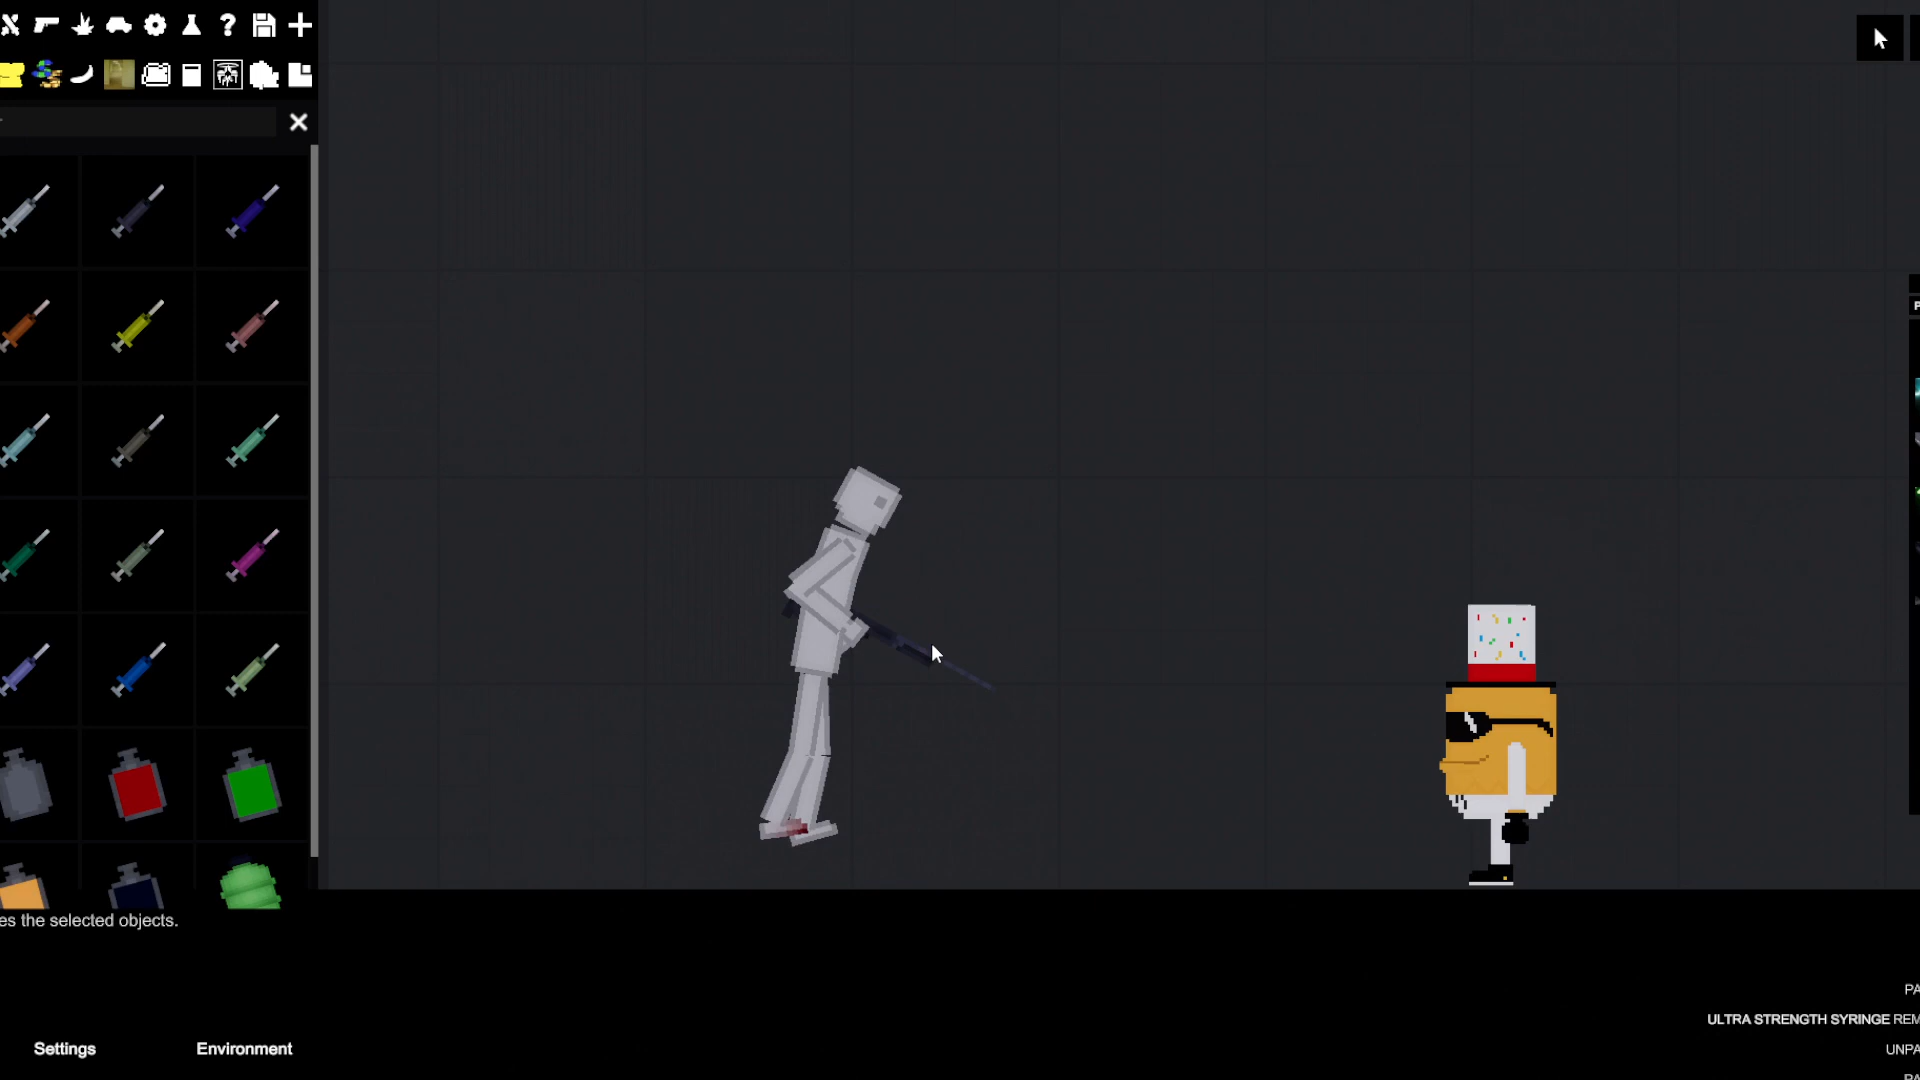 es the selected objects.
PA
ULTRA STRENGTH SYRINGE REM
Settings
Environment
UNPA